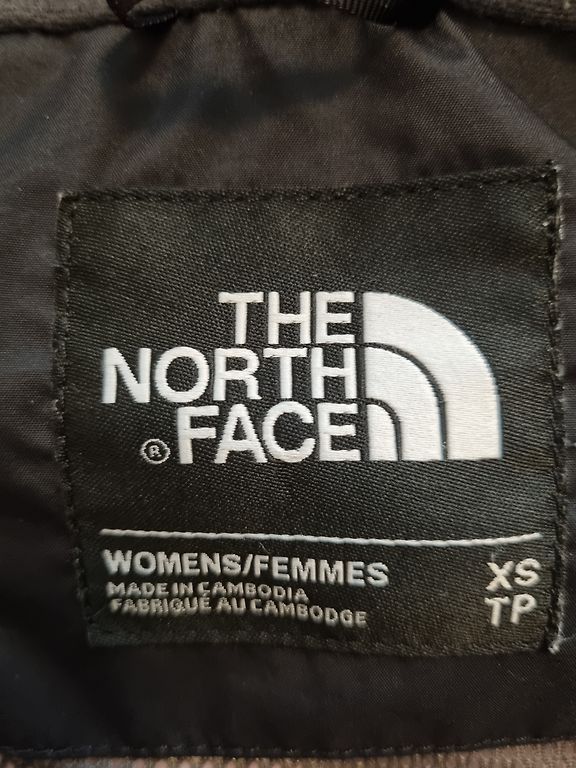 THE
NORTH
® FACE
WOMENS/FEMMES XS
MADE IN CAMBODIA TP
FABRIQUÉ AU CAMBODGE